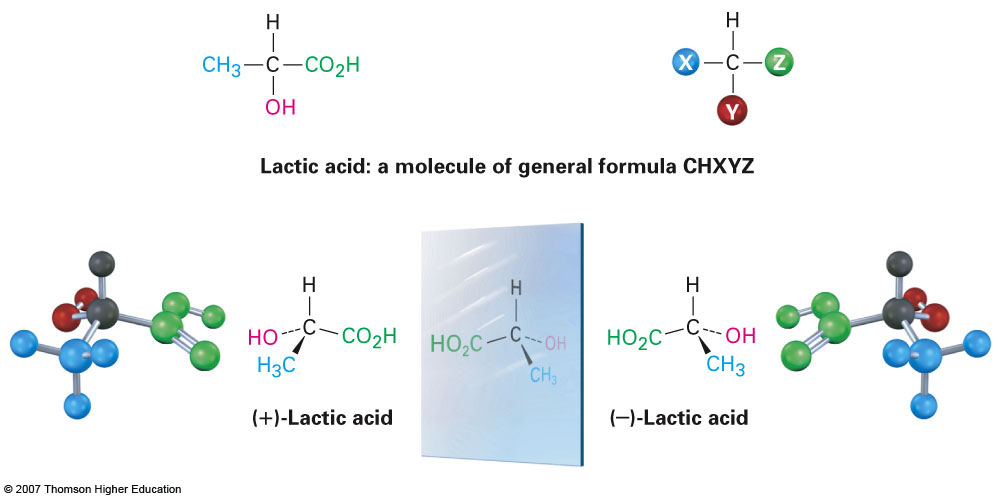 H
CH₃—C—CO₂H
OH
H
X—C—Z
Y
Lactic acid: a molecule of general formula CHXYZ
H
HO C CO₂H
H₃C
(+)-Lactic acid
H
HO₂C C OH
CH₃
H
HO₂C C OH
CH₃
(−)-Lactic acid
© 2007 Thomson Higher Education